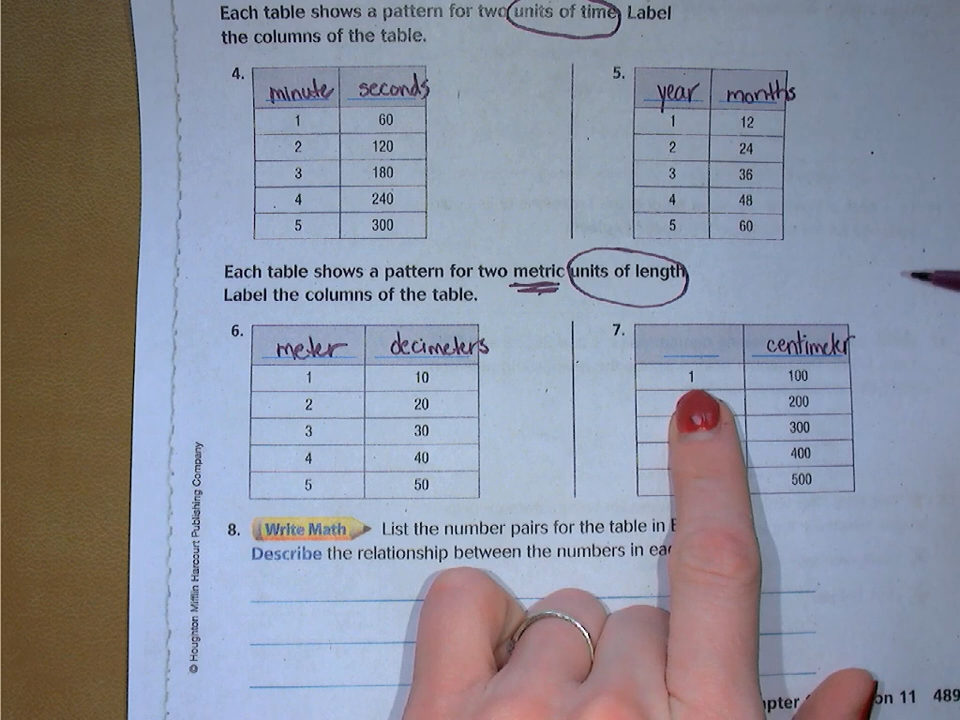 Each table shows a pattern for two units of time. Label
the columns of the table.
4.
minute seconds
1 60
2 120
3 180
4 240
5 300
5.
year months
1 12
2 24
3 36
4 48
5 60
Each table shows a pattern for two metric units of length
Label the columns of the table.
6.
meter decimeters
1 10
2 20
3 30
4 40
5 50
7.
centimeter
1 100
200
300
400
500
8. Write Math List the number pairs for the table in
Describe the relationship between the numbers in
© Houghton Mifflin Harcourt Publishing Company
11 489